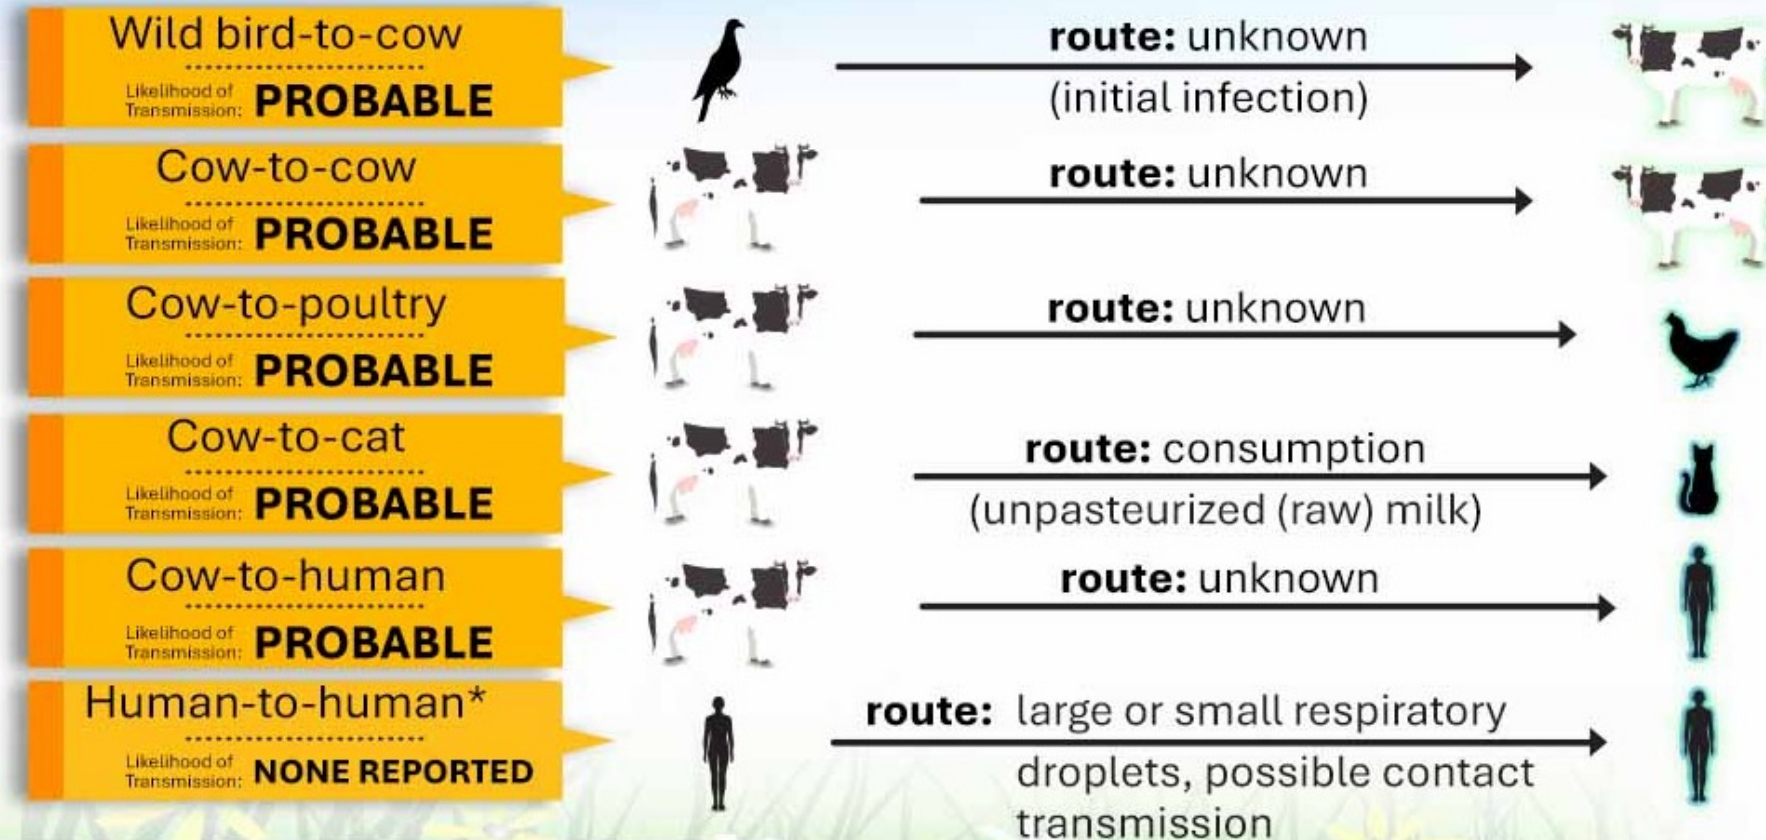 Wild bird-to-cow
Likelihood of
Transmission: PROBABLE
route: unknown
(initial infection)
Cow-to-cow
Likelihood of
Transmission: PROBABLE
route: unknown
Cow-to-poultry
Likelihood of
Transmission: PROBABLE
route: unknown
Cow-to-cat
Likelihood of
Transmission: PROBABLE
route: consumption
(unpasteurized (raw) milk)
Cow-to-human
Likelihood of
Transmission: PROBABLE
route: unknown
Human-to-human*
Likelihood of
Transmission: NONE REPORTED
route: large or small respiratory
droplets, possible contact
transmission